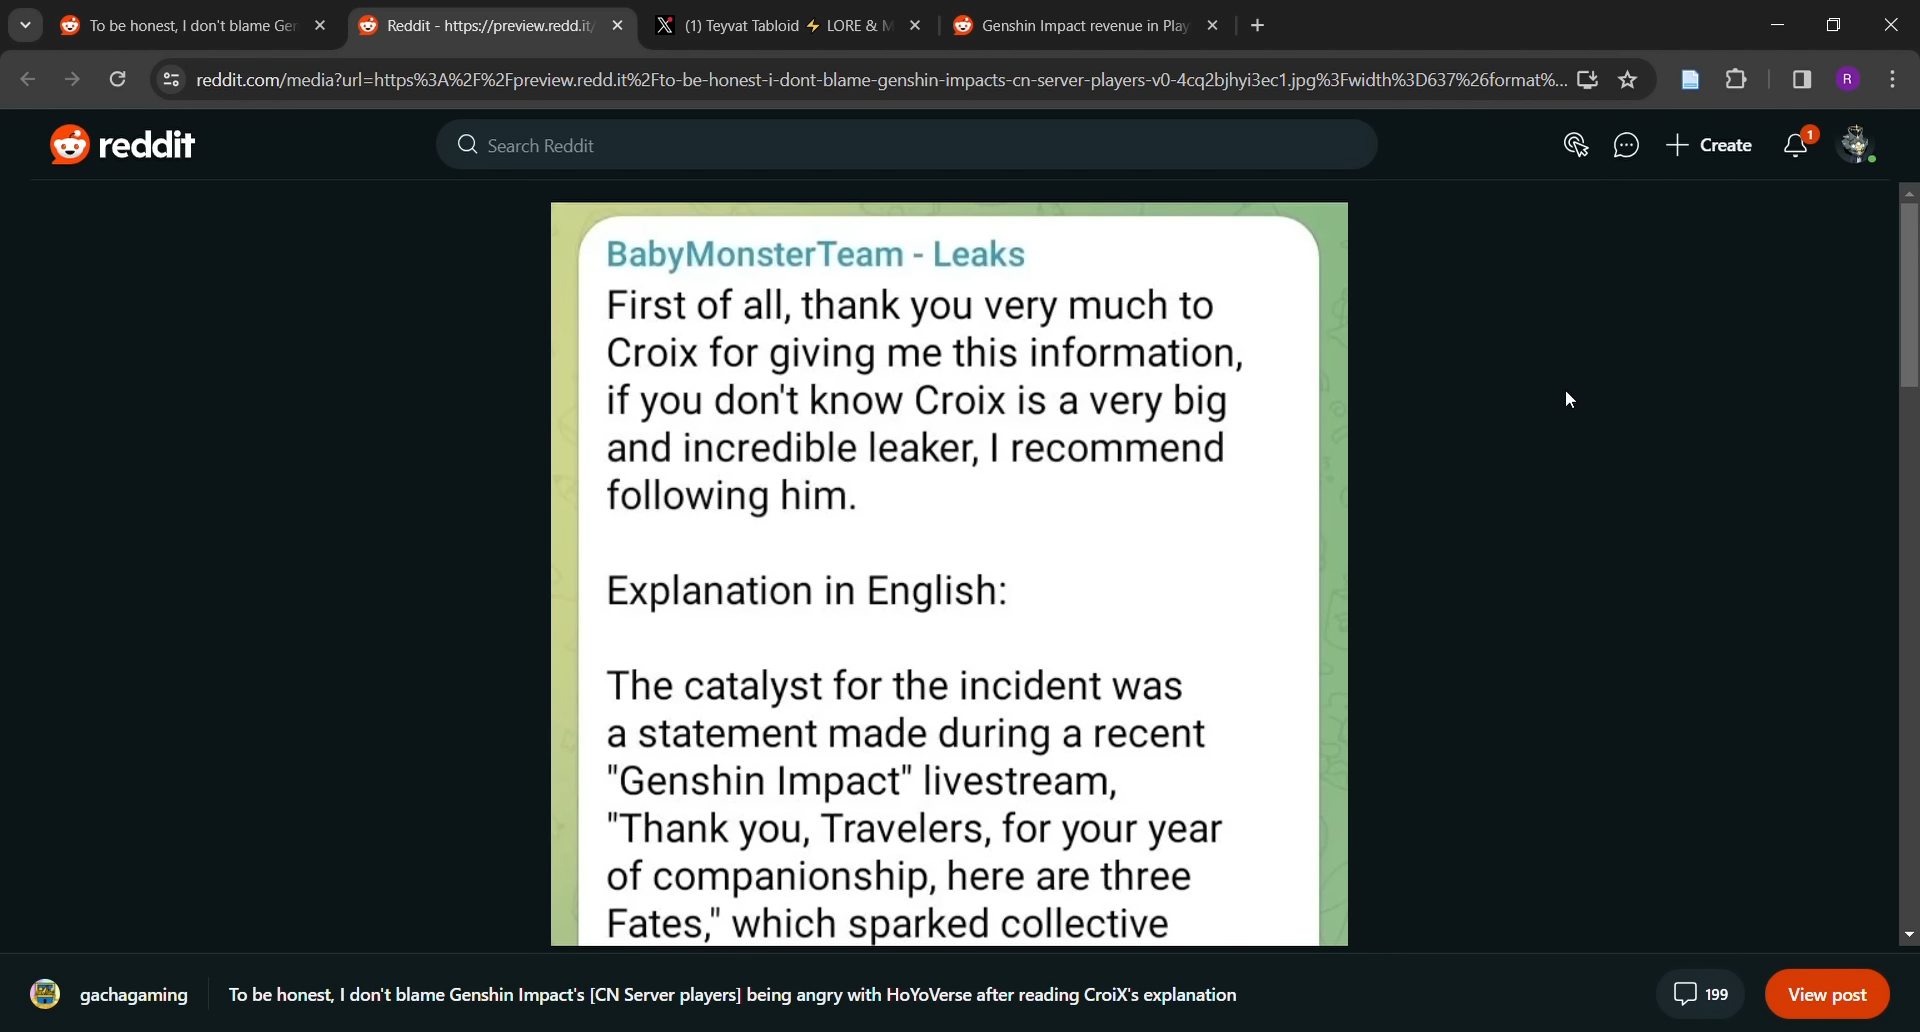 To be honest, I don't blame Gen
Reddit - https://preview.redd.it/
(1) Teyvat Tabloid ⚡ LORE & M
Genshin Impact revenue in Play
reddit.com/media?url=https%3A%2F%2Fpreview.redd.it%2Fto-be-honest-i-dont-blame-genshin-impacts-cn-server-players-v0-4cq2bjhyi3ec1.jpg%3Fwidth%3D637%26format%...
R
reddit
Search Reddit
Create
1
BabyMonsterTeam - Leaks
First of all, thank you very much to
Croix for giving me this information,
if you don't know Croix is a very big
and incredible leaker, I recommend
following him.
Explanation in English:
The catalyst for the incident was
a statement made during a recent
"Genshin Impact" livestream,
"Thank you, Travelers, for your year
of companionship, here are three
Fates," which sparked collective
gachagaming
To be honest, I don't blame Genshin Impact's [CN Server players] being angry with HoYoVerse after reading CroiX's explanation
199
View post